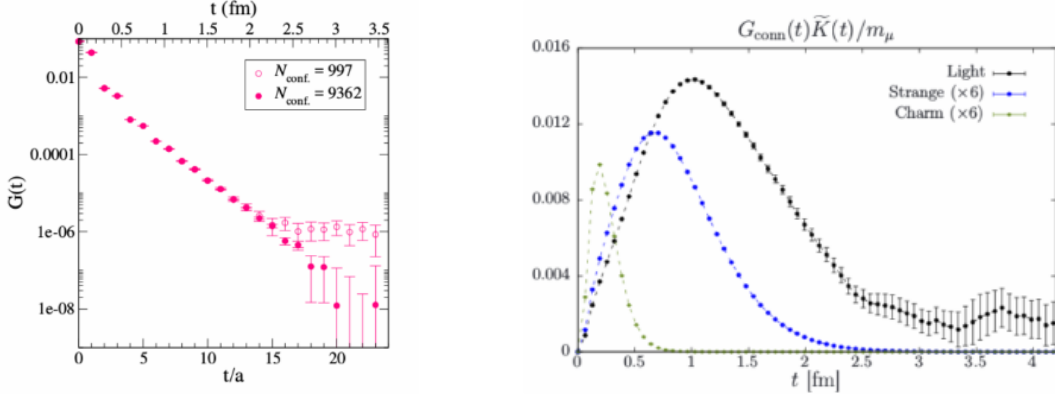 t (fm)
0 0.5 1 1.5 2 2.5 3 3.5
N_conf. = 997
N_conf. = 9362
0.01
0.0001
1e-06
1e-08
G(t)
0 5 10 15 20
t/a
G_conn(t)K̃(t)/m_μ
0.016
0.012
0.008
0.004
0
Light
Strange (×6)
Charm (×6)
0 0.5 1 1.5 2 2.5 3 3.5 4
t [fm]